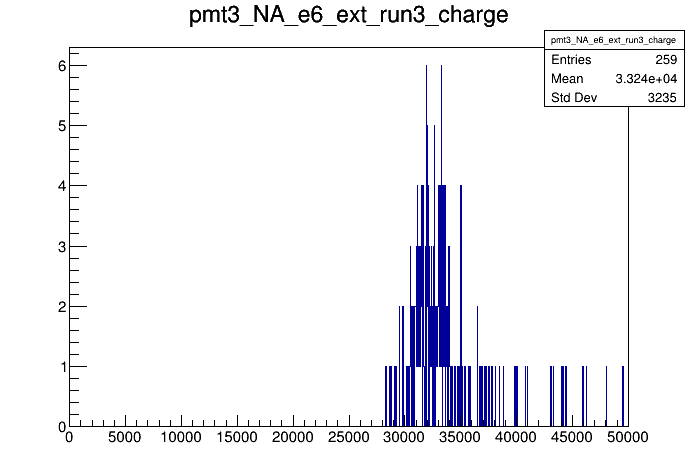 pmt3_NA_e6_ext_run3_charge
pmt3_NA_e6_ext_run3_charge
Entries 259
Mean 3.324e+04
Std Dev 3235
6
5
4
3
2
1
0
0 5000 10000 15000 20000 25000 30000 35000 40000 45000 50000